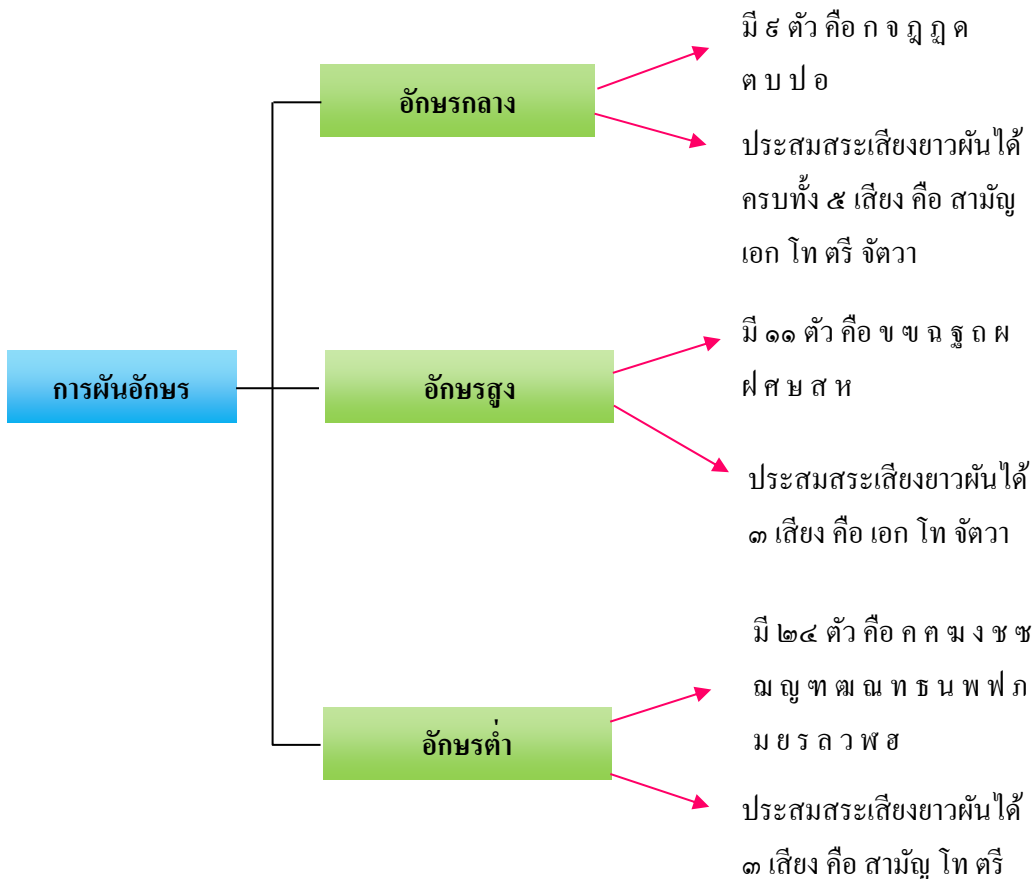 การผันอักษร
อักษรกลาง
มี ๙ ตัว คือ ก จ ฎ ฏ ด
ต บ ป อ
ประสมสระเสียงยาวผันได้
ครบทั้ง ๕ เสียง คือ สามัญ
เอก โท ตรี จัตวา
อักษรสูง
มี ๑๑ ตัว คือ ข ฃ ฉ ฐ ถ ผ
ฝ ศ ษ ส ห
ประสมสระเสียงยาวผันได้
๓ เสียง คือ เอก โท จัตวา
อักษรต่ำ
มี ๒๔ ตัว คือ ค ฅ ฆ ง ช ซ
ฌ ญ ฑ ฒ ณ ท ธ น พ ฟ ภ
ม ย ร ล ว ฬ ฮ
ประสมสระเสียงยาวผันได้
๓ เสียง คือ สามัญ โท ตรี